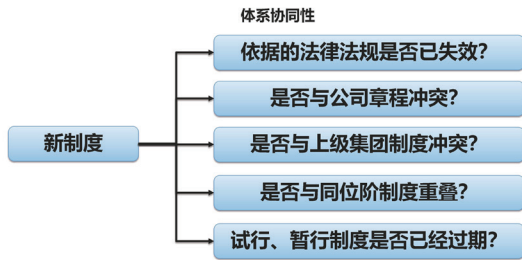 体系协同性
依据的法律法规是否已失效?
是否与公司章程冲突?
新制度
是否与上级集团制度冲突?
是否与同位阶制度重叠?
试行、暂行制度是否已经过期?